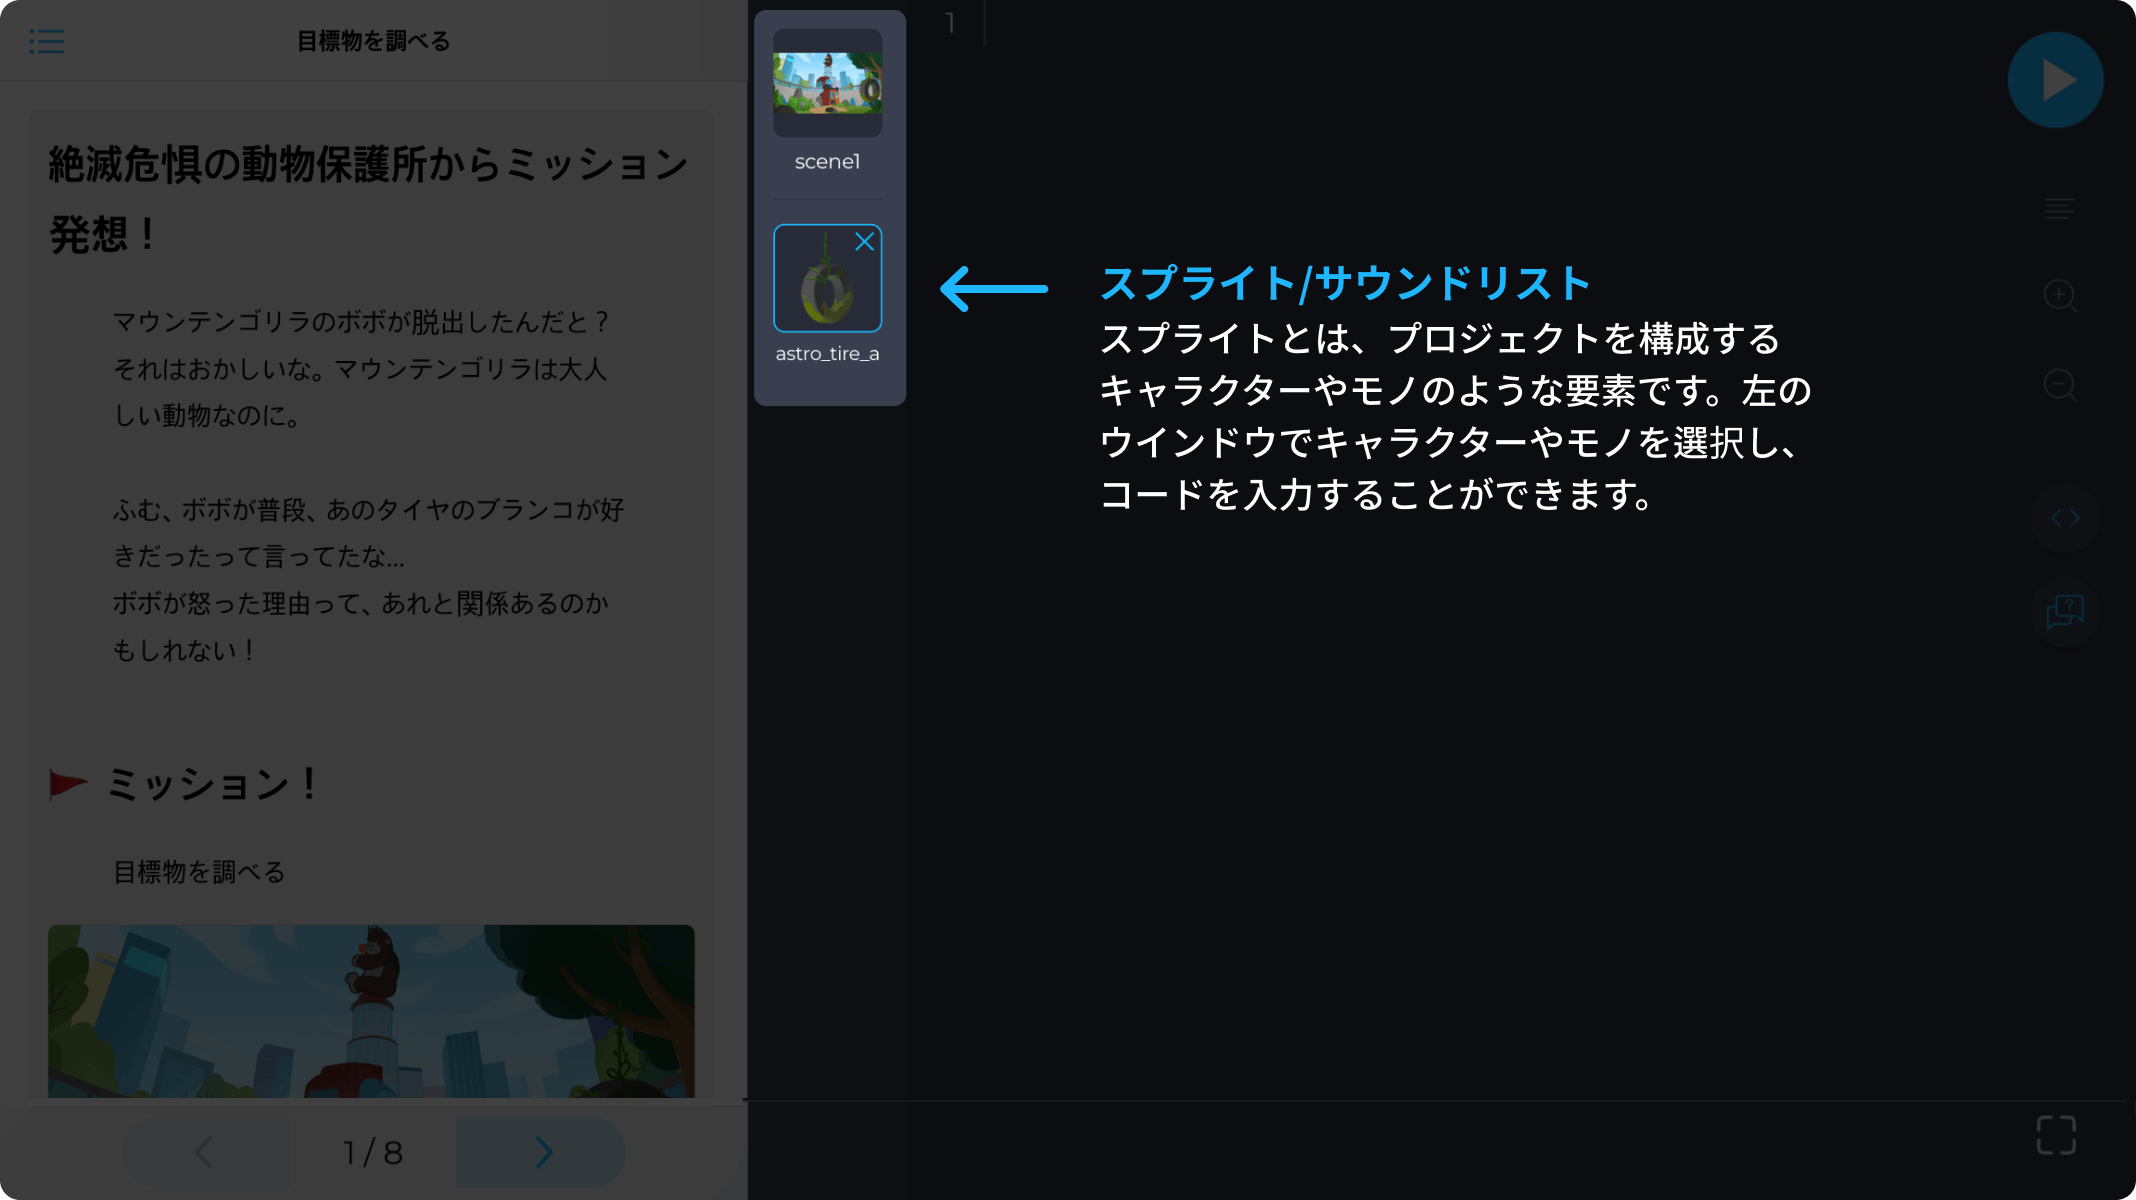 目標物を調べる
絶滅危惧の動物保護所からミッション
発想！
マウンテンゴリラのボボが脱出したんだと？
それはおかしいな。マウンテンゴリラは大人
しい動物なのに。
ふむ、ボボが普段、あのタイヤのブランコが好
きだったって言ってたな...
ボボが怒った理由って、あれと関係あるのか
もしれない！
ミッション！
目標物を調べる
1 / 8
scene1
astro_tire_a
1
スプライト/サウンドリスト
スプライトとは、プロジェクトを構成する
キャラクターやモノのような要素です。左の
ウインドウでキャラクターやモノを選択し、
コードを入力することができます。